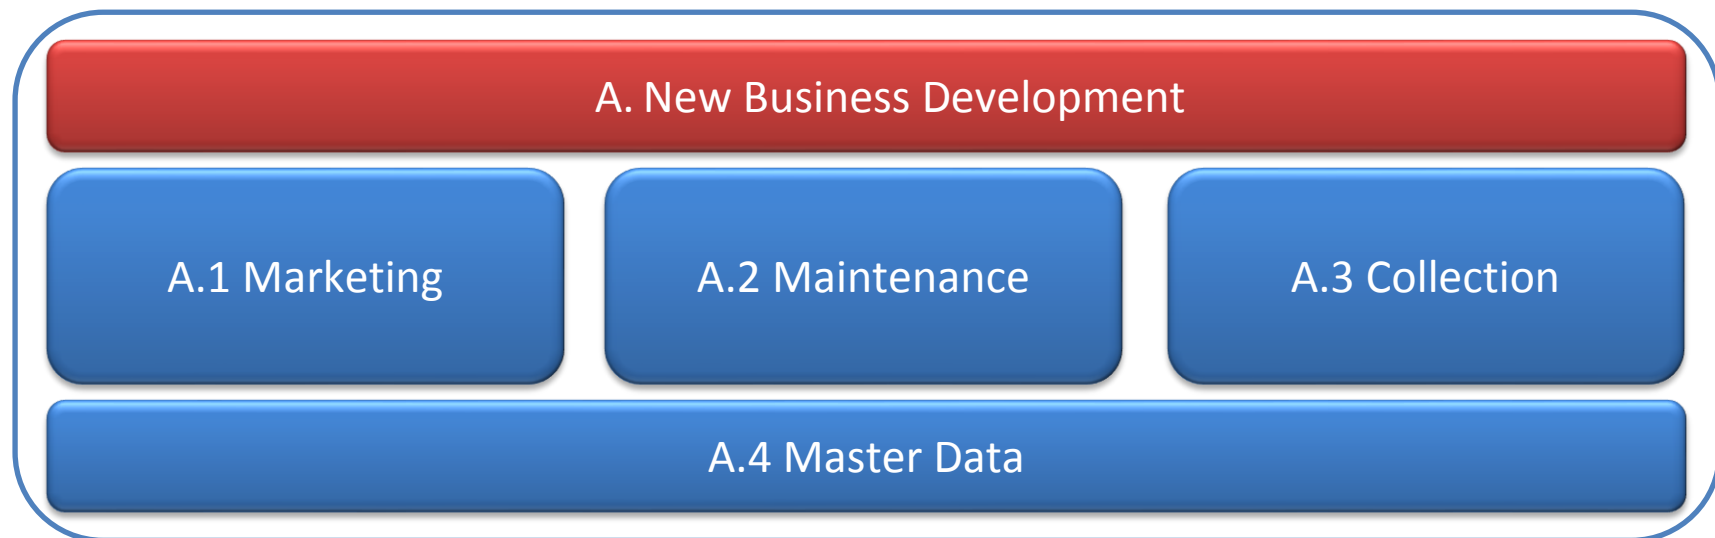 A. New Business Development
A.1 Marketing
A.2 Maintenance
A.3 Collection
A.4 Master Data